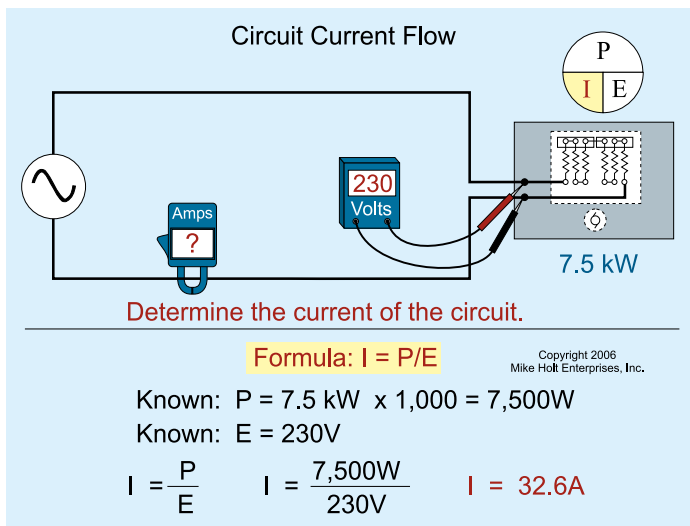 Circuit Current Flow
P
I E
230
Volts
Amps
?
7.5 kW
Determine the current of the circuit.
Formula: I = P/E
Copyright 2006
Mike Holt Enterprises, Inc.
Known: P = 7.5 kW x 1,000 = 7,500W
Known: E = 230V
I = P/E I = 7,500W/230V I = 32.6A